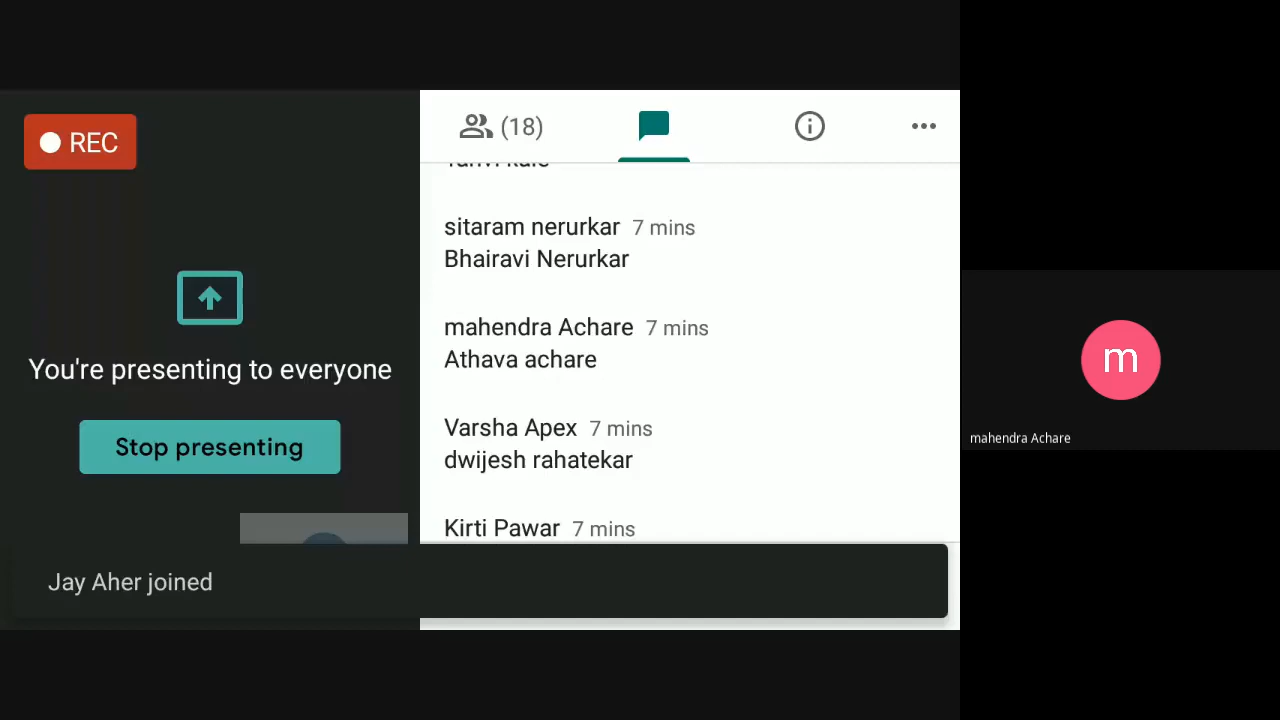 REC
(18)
sitaram nerurkar 7 mins
Bhairavi Nerurkar
mahendra Achare 7 mins
Athava achare
You're presenting to everyone
Varsha Apex 7 mins
dwijesh rahatekar
Stop presenting
Kirti Pawar 7 mins
Jay Aher joined
m
mahendra Achare